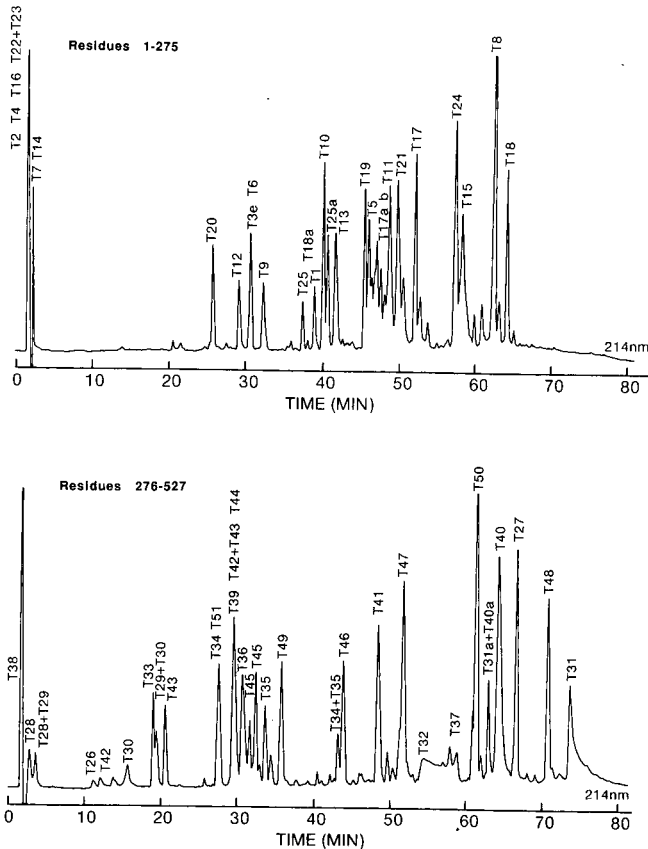 Residues 1-275
T2 T4 T16 T22+T23
T7 T14
T20
T12
T3e T6
T9
T25
T18a
T1
T10
T25a
T13
T19
T5
T17a b
T11
T21
T17
T24
T15
T8
T18
214nm
0 10 20 30 40 50 60 70 80
TIME (MIN)
Residues 276-527
T38
T28
T28+T29
T26
T42
T30
T33
T29+T30
T43
T34 T51
T39 T42+T43 T44
T36
T45
T45
T35
T49
T34+T35
T46
T41
T47
T32
T37
T50
T31a+T40a
T40
T27
T48
T31
214nm
0 10 20 30 40 50 60 70 80
TIME (MIN)